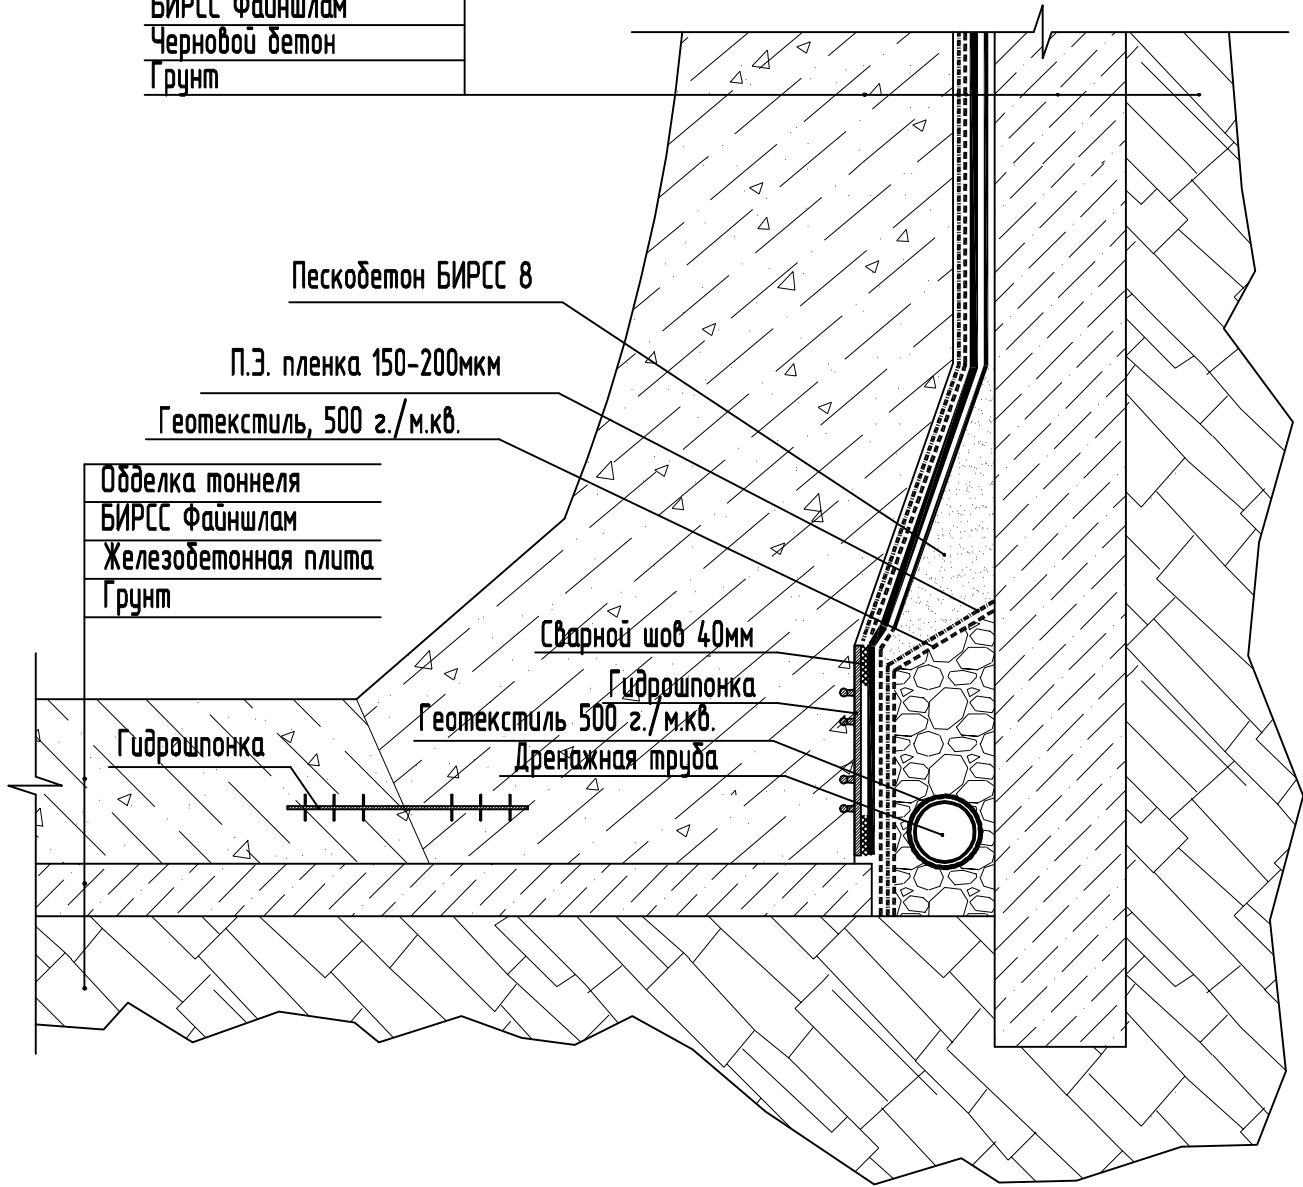 БИРСС Файншлам
Черновой бетон
Грунт
Пескобетон БИРСС 8
П.Э. пленка 150-200мкм
Геотекстиль, 500 г./м.кв.
Обделка тоннеля
БИРСС Файншлам
Железобетонная плита
Грунт
Сварной шов 40мм
Гидрошпонка
Геотекстиль 500 г./м.кв.
Гидрошпонка
Дренажная труба